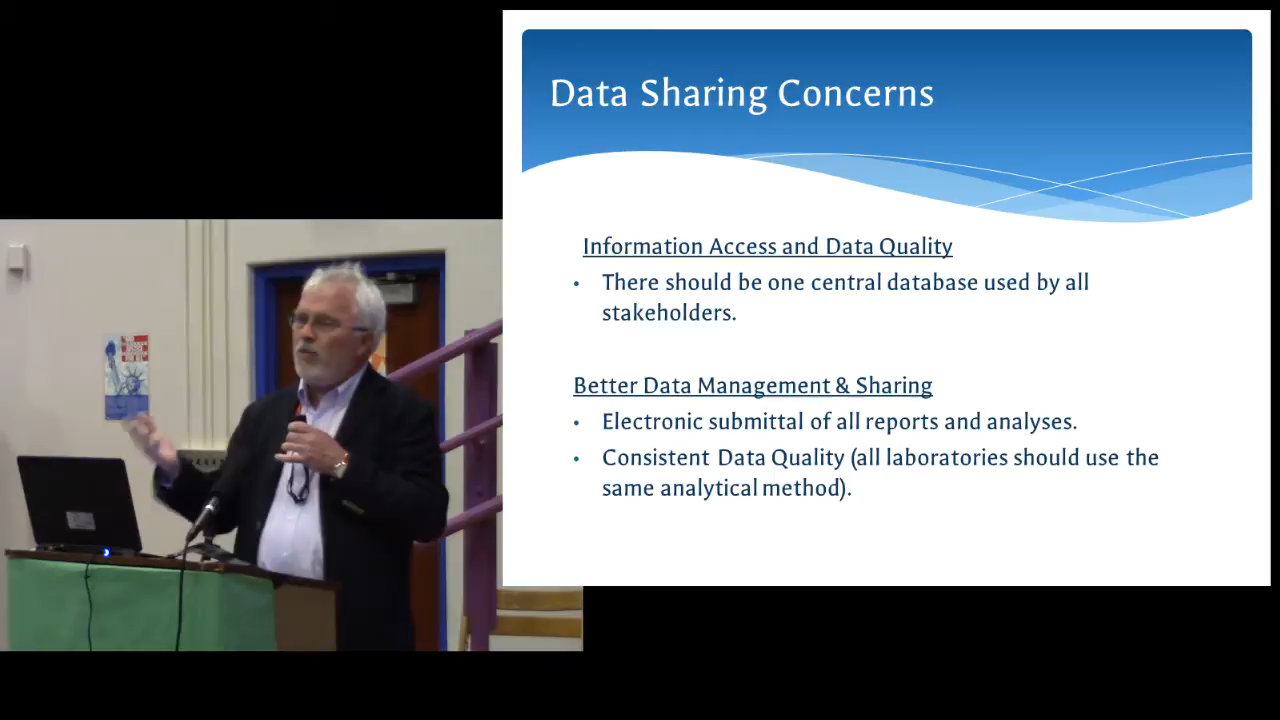 Data Sharing Concerns
Information Access and Data Quality
• There should be one central database used by all
stakeholders.
Better Data Management & Sharing
• Electronic submittal of all reports and analyses.
• Consistent Data Quality (all laboratories should use the
same analytical method).